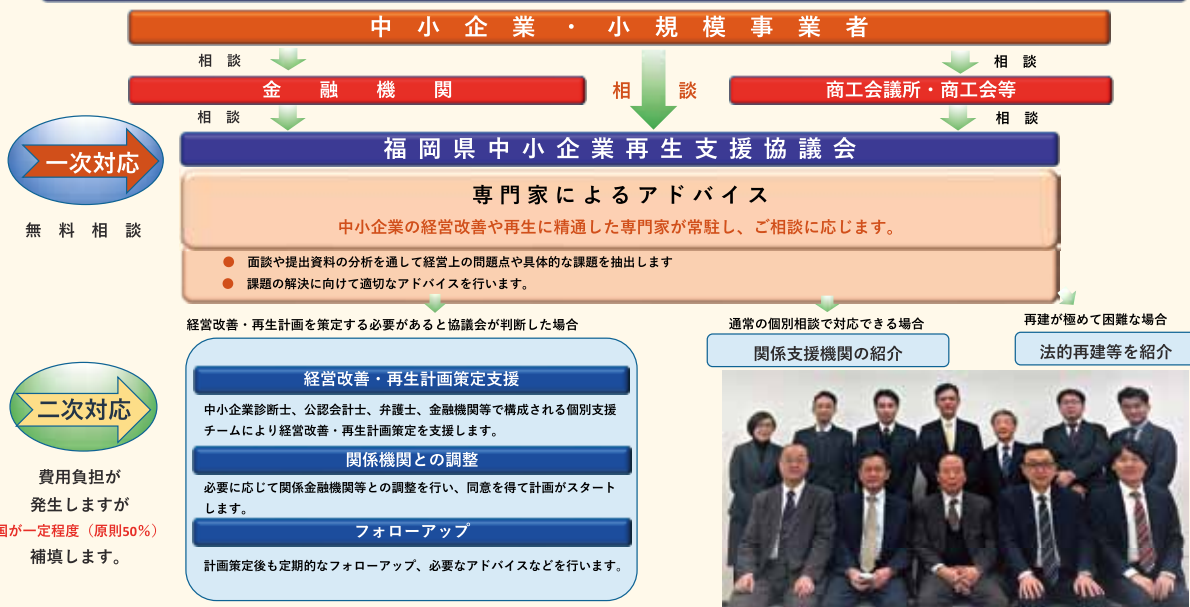 中小企業・小規模事業者
相談
相談
金融機関
相談
商工会議所・商工会等
相談
相談
福岡県中小企業再生支援協議会
一次対応
無料相談
専門家によるアドバイス
中小企業の経営改善や再生に精通した専門家が常駐し、ご相談に応じます。
● 面談や提出資料の分析を通して経営上の問題点や具体的な課題を抽出します
● 課題の解決に向けて適切なアドバイスを行います。
経営改善・再生計画を策定する必要があると協議会が判断した場合
通常の個別相談で対応できる場合
再建が極めて困難な場合
関係支援機関の紹介
法的再建等を紹介
二次対応
費用負担が
発生しますが
国が一定程度（原則50%）
補填します。
経営改善・再生計画策定支援
中小企業診断士、公認会計士、弁護士、金融機関等で構成される個別支援
チームにより経営改善・再生計画策定を支援します。
関係機関との調整
必要に応じて関係金融機関等との調整を行い、同意を得て計画がスタート
します。
フォローアップ
計画策定後も定期的なフォローアップ、必要なアドバイスなどを行います。